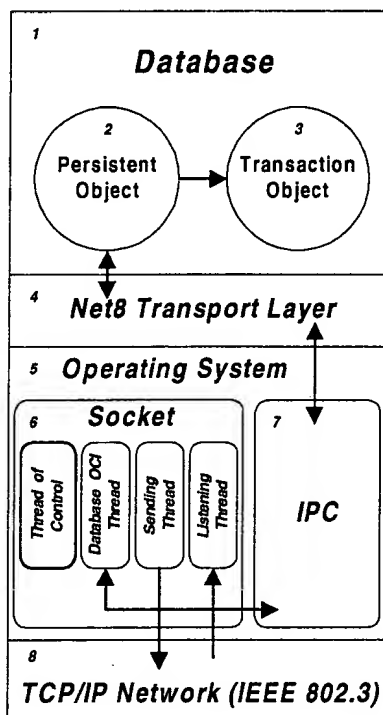 1
Database
2
Persistent
Object
3
Transaction
Object
4
Net8 Transport Layer
5
Operating System
6
Socket
Thread of
Control
Database OCI
Thread
Sending
Thread
Listening
Thread
7
IPC
8
TCP/IP Network (IEEE 802.3)